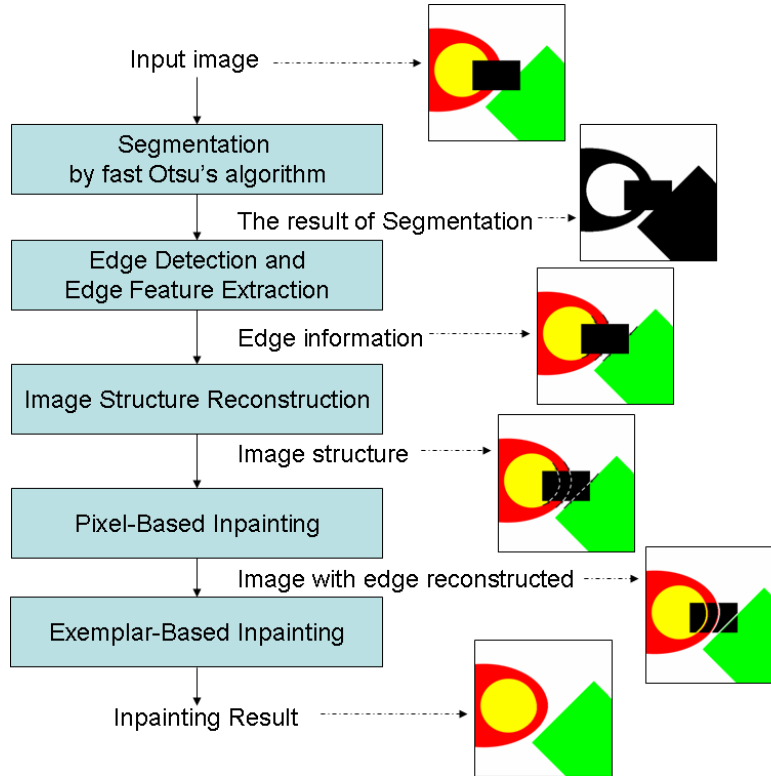 Input image
Segmentation
by fast Otsu's algorithm
The result of Segmentation
Edge Detection and
Edge Feature Extraction
Edge information
Image Structure Reconstruction
Image structure
Pixel-Based Inpainting
Image with edge reconstructed
Exemplar-Based Inpainting
Inpainting Result